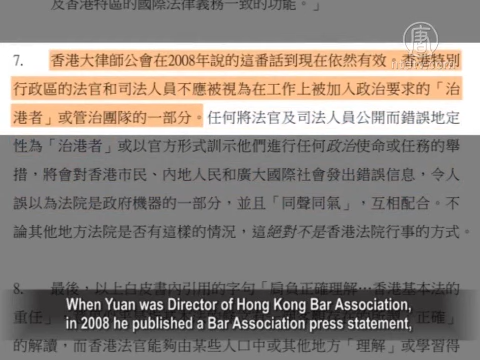 及香港特區的國際法律義務一致的功能。」
7. 香港大律師公會在2008年說的這番話到現在依然有效，香港特別
行政區的法官和司法人員不應被視為在工作上被加入政治要求的「治
港者」或管治團隊的一部分。任何將法官及司法人員公開而錯誤地定
性為「治港者」或以官方形式訓示他們進行任何政治使命或任務的舉
措，將會對香港市民、內地人民和廣大國際社會發出錯誤信息，令人
誤以為法院是政府機器的一部分，並且「同聲同氣」，互相配合。不
論其他地方法院是否有這樣的情況，這絕對不是香港法院行事的方式。
8. 最後，以上白皮書內引用的字句「肩負正確理解…香港基本法的
When Yuan was Director of Hong Kong Bar Association,
in 2008 he published a Bar Association press statement,
的解讀，而香港法官能夠由某些人口中或其他地方「理解」或學習得